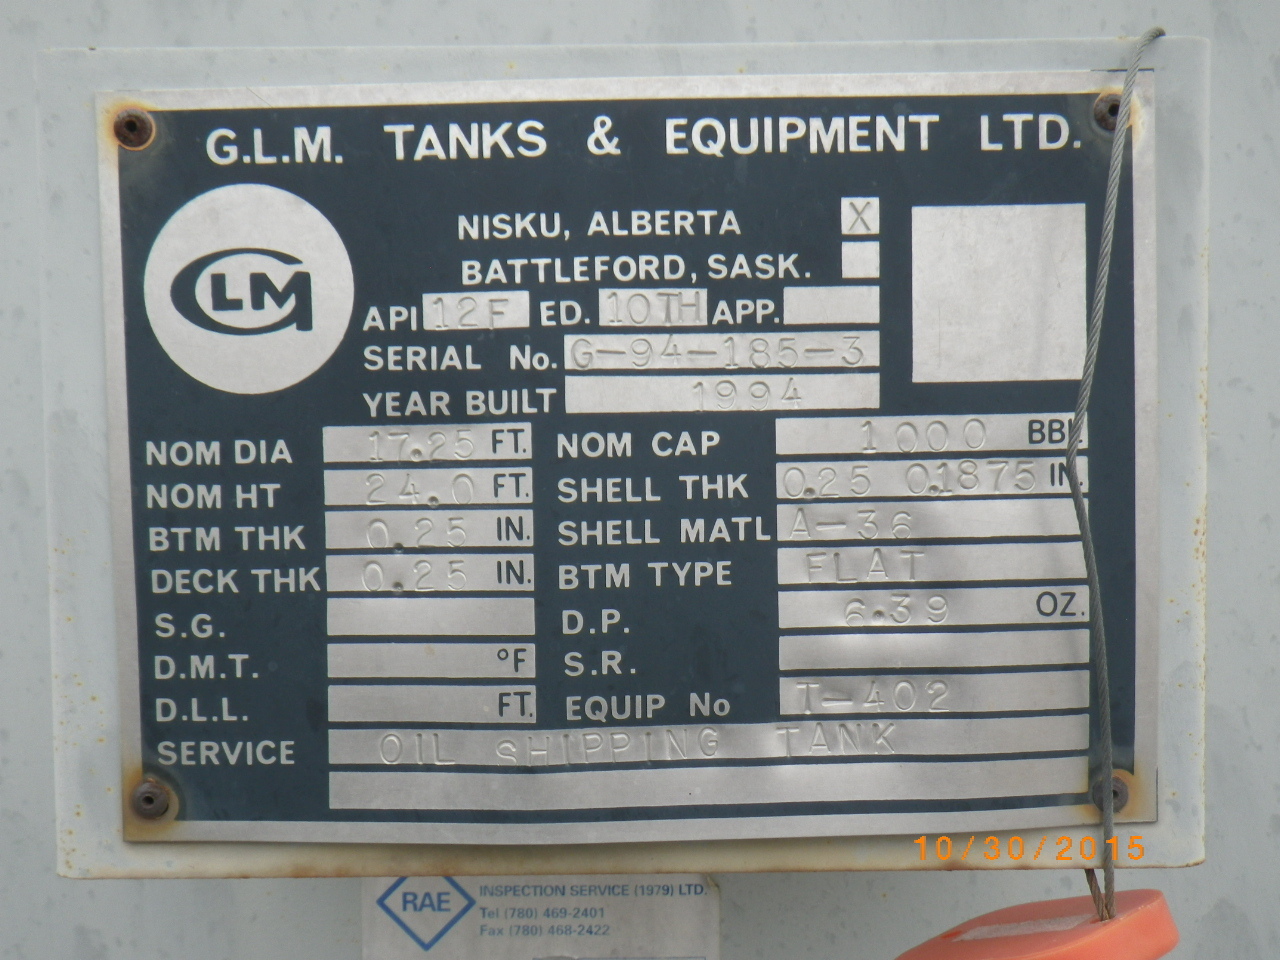 G.L.M. TANKS & EQUIPMENT LTD.
GLM
NISKU, ALBERTA X
BATTLEFORD, SASK.
API 12F ED. 10TH APP.
SERIAL No. G-94-185-3
YEAR BUILT 1994
NOM DIA 17.25 FT. NOM CAP 1000 BBL.
NOM HT 24.0 FT. SHELL THK 0.25 0.1875 IN.
BTM THK 0.25 IN. SHELL MATL A-36
DECK THK 0.25 IN. BTM TYPE FLAT
S.G. D.P. 6.39 OZ.
D.M.T. °F S.R.
D.L.L. FT. EQUIP No T-402
SERVICE OIL SHIPPING TANK
10/30/2015
RAE INSPECTION SERVICE (1979) LTD.
Tel (780) 469-2401
Fax (780) 468-2422